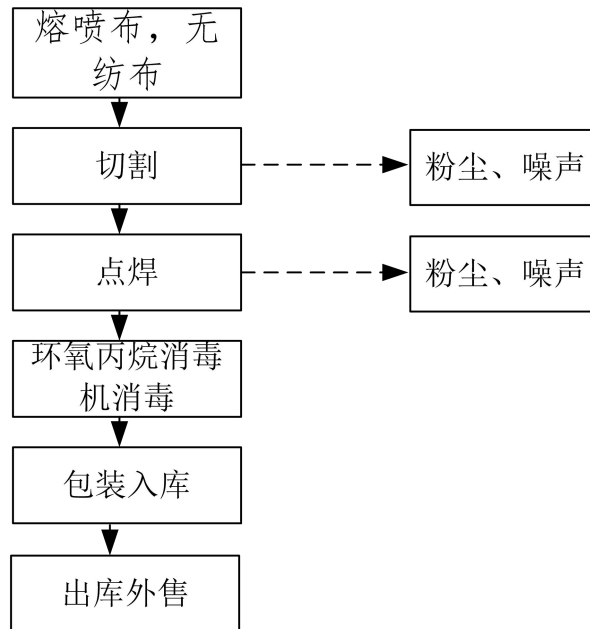 熔喷布，无
纺布
切割
粉尘、噪声
点焊
粉尘、噪声
环氧丙烷消毒
机消毒
包装入库
出库外售